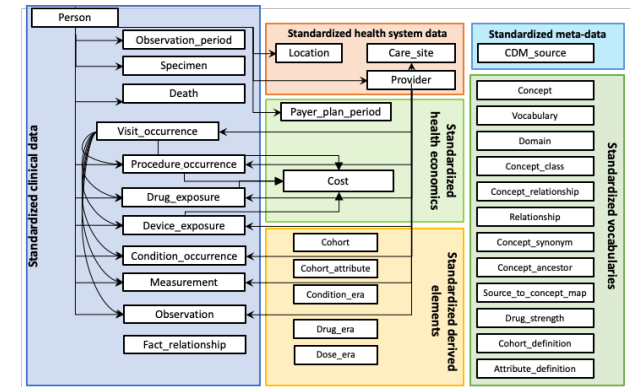 Person
Observation_period
Specimen
Death
Visit_occurrence
Procedure_occurrence
Drug_exposure
Device_exposure
Condition_occurrence
Measurement
Observation
Fact_relationship
Standardized clinical data
Standardized health system data
Location
Care_site
Provider
Payer_plan_period
Cost
Standardized
health economics
Cohort
Cohort_attribute
Condition_era
Drug_era
Dose_era
Standardized derived
elements
Standardized meta-data
CDM_source
Concept
Vocabulary
Domain
Concept_class
Concept_relationship
Relationship
Concept_synonym
Concept_ancestor
Source_to_concept_map
Drug_strength
Cohort_definition
Attribute_definition
Standardized vocabularies